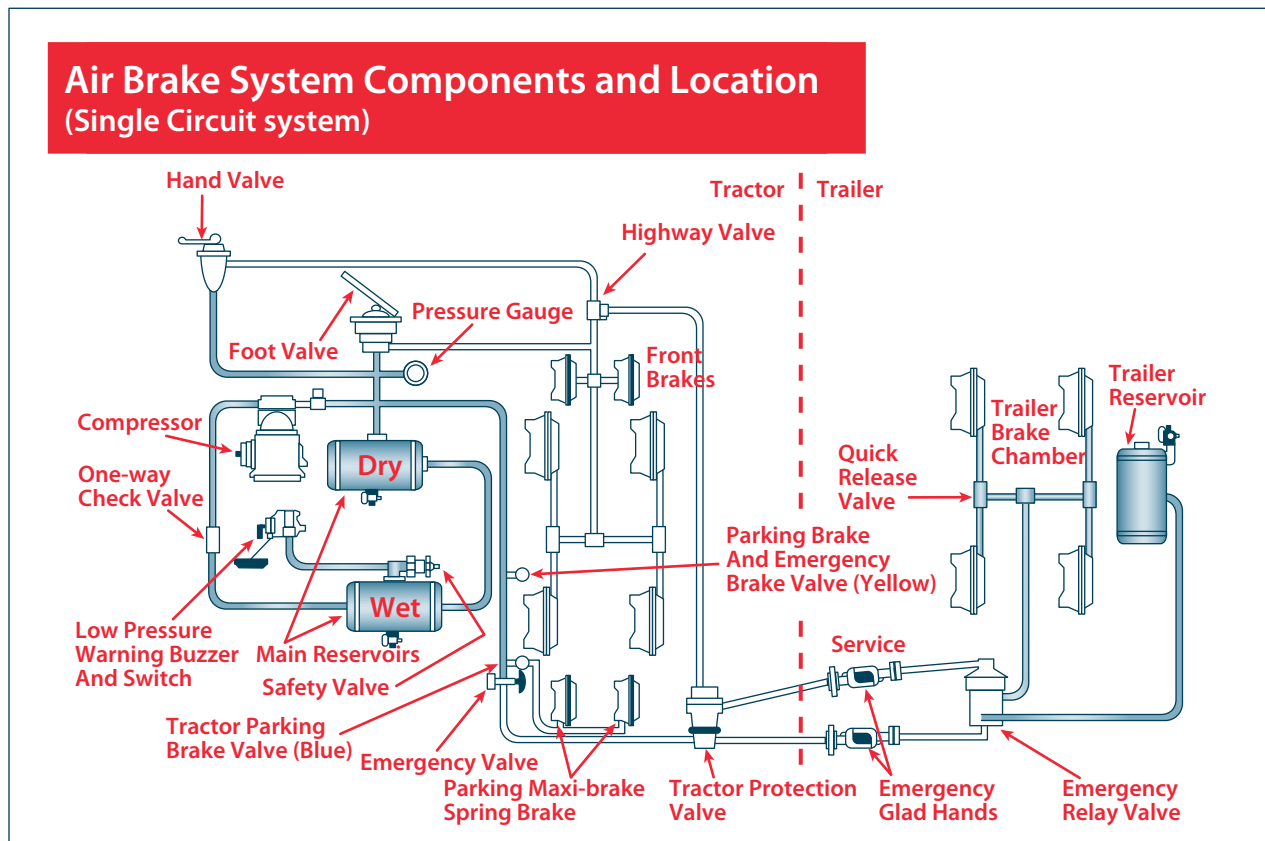 Air Brake System Components and Location
(Single Circuit system)
Hand Valve
Tractor
Trailer
Highway Valve
Pressure Gauge
Foot Valve
Front
Brakes
Trailer
Reservoir
Trailer
Brake
Chamber
Compressor
Dry
Quick
Release
Valve
One-way
Check Valve
Parking Brake
And Emergency
Brake Valve (Yellow)
Wet
Low Pressure
Warning Buzzer
And Switch
Main Reservoirs
Safety Valve
Service
Tractor Parking
Brake Valve (Blue)
Emergency Valve
Parking Maxi-brake
Spring Brake
Tractor Protection
Valve
Emergency
Glad Hands
Emergency
Relay Valve